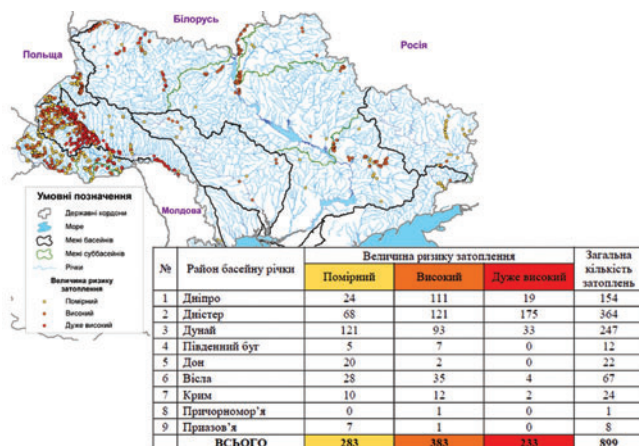 Білорусь
Польща
Росія
Молдова
Умовні позначення
Державні кордони
Море
Межі басейнів
Межі суббасейнів
Річки
Величина ризику
затоплення
Помірний
Високий
Дуже високий
№ Район басейну річки Величина ризику затоплення Загальна кількість затоплень
Помірний Високий Дуже високий
1 Дніпро 24 111 19 154
2 Дністер 68 121 175 364
3 Дунай 121 93 33 247
4 Південний буг 5 7 0 12
5 Дон 20 2 0 22
6 Вісла 28 35 4 67
7 Крим 10 12 2 24
8 Причорномор'я 0 1 0 1
9 Приазов'я 7 1 0 8
ВСЬОГО 283 383 233 899